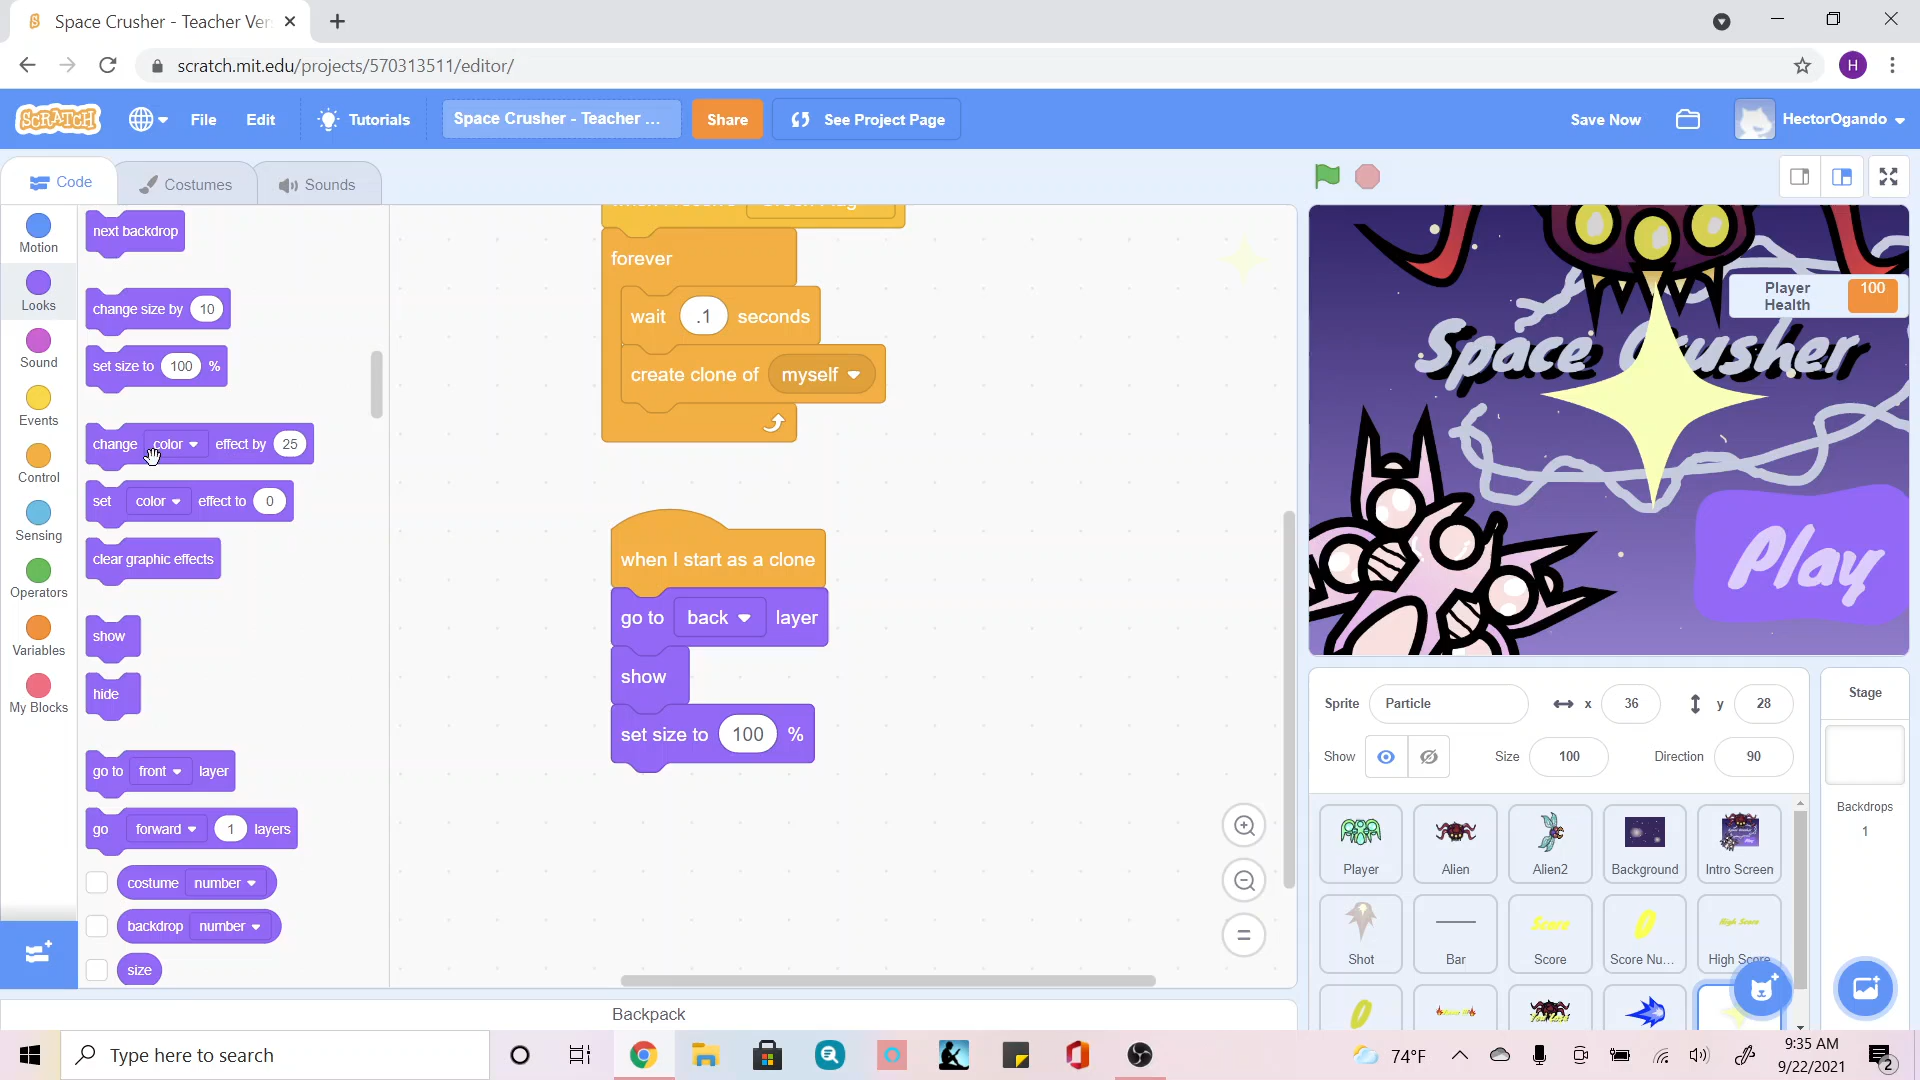 Space Crusher - Teacher Ver
scratch.mit.edu/projects/570313511/editor/
H
SCRATCH
File
Edit
Tutorials
Space Crusher - Teacher ...
Share
See Project Page
Save Now
HectorOgando
Code
Costumes
Sounds
Motion
Looks
Sound
Events
Control
Sensing
Operators
Variables
My Blocks
next backdrop
change size by 10
set size to 100 %
change color effect by 25
set color effect to 0
clear graphic effects
show
hide
go to front layer
go forward 1 layers
costume number
backdrop number
size
forever
wait .1 seconds
create clone of myself
when I start as a clone
go to back layer
show
set size to 100 %
Backpack
Player Health 100
Space Crusher
Play
Sprite Particle x 36 y 28
Show Size 100 Direction 90
Stage
Backdrops
1
Player
Alien
Alien2
Background
Intro Screen
Shot
Bar
Score
Score
Score Nu...
High Score
High Score
Type here to search
74°F
9:35 AM
9/22/2021
2